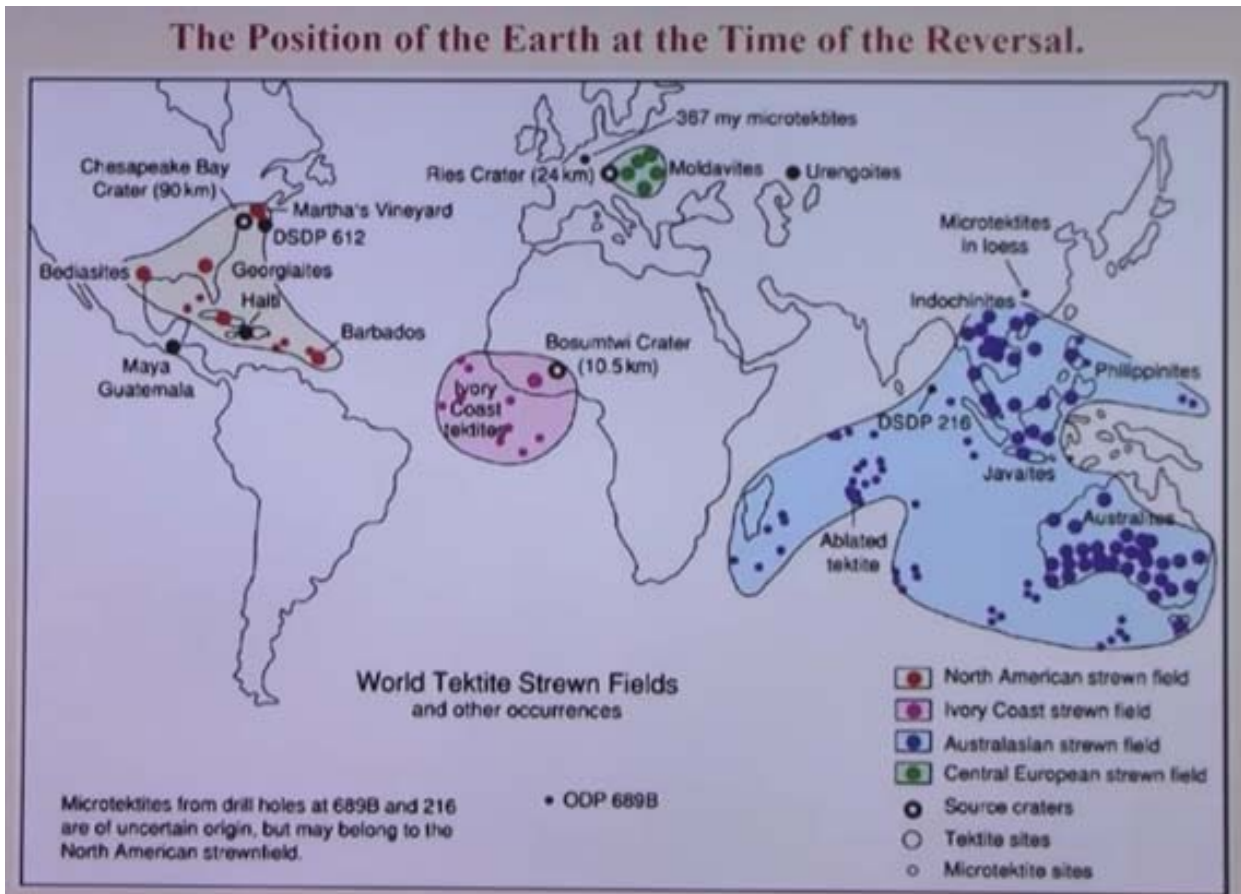 The Position of the Earth at the Time of the Reversal.
367 my microtektites
Chesapeake Bay
Crater (90 km)
Ries Crater (24 km)
Moldavites
Urengoites
Martha's Vineyard
DSDP 612
Microtektites
in loess
Bediasites
Georgiaites
Haiti
Indochinites
Barbados
Bosumtwi Crater
(10.5 km)
Maya
Guatemala
Philippinites
Ivory
Coast
tektites
DSDP 216
Javaites
Australites
Ablated
tektite
World Tektite Strewn Fields
and other occurrences
North American strewn field
Ivory Coast strewn field
Australasian strewn field
Central European strewn field
Source craters
Tektite sites
Microtektite sites
Microtektites from drill holes at 689B and 216
are of uncertain origin, but may belong to the
North American strewnfield.
ODP 689B